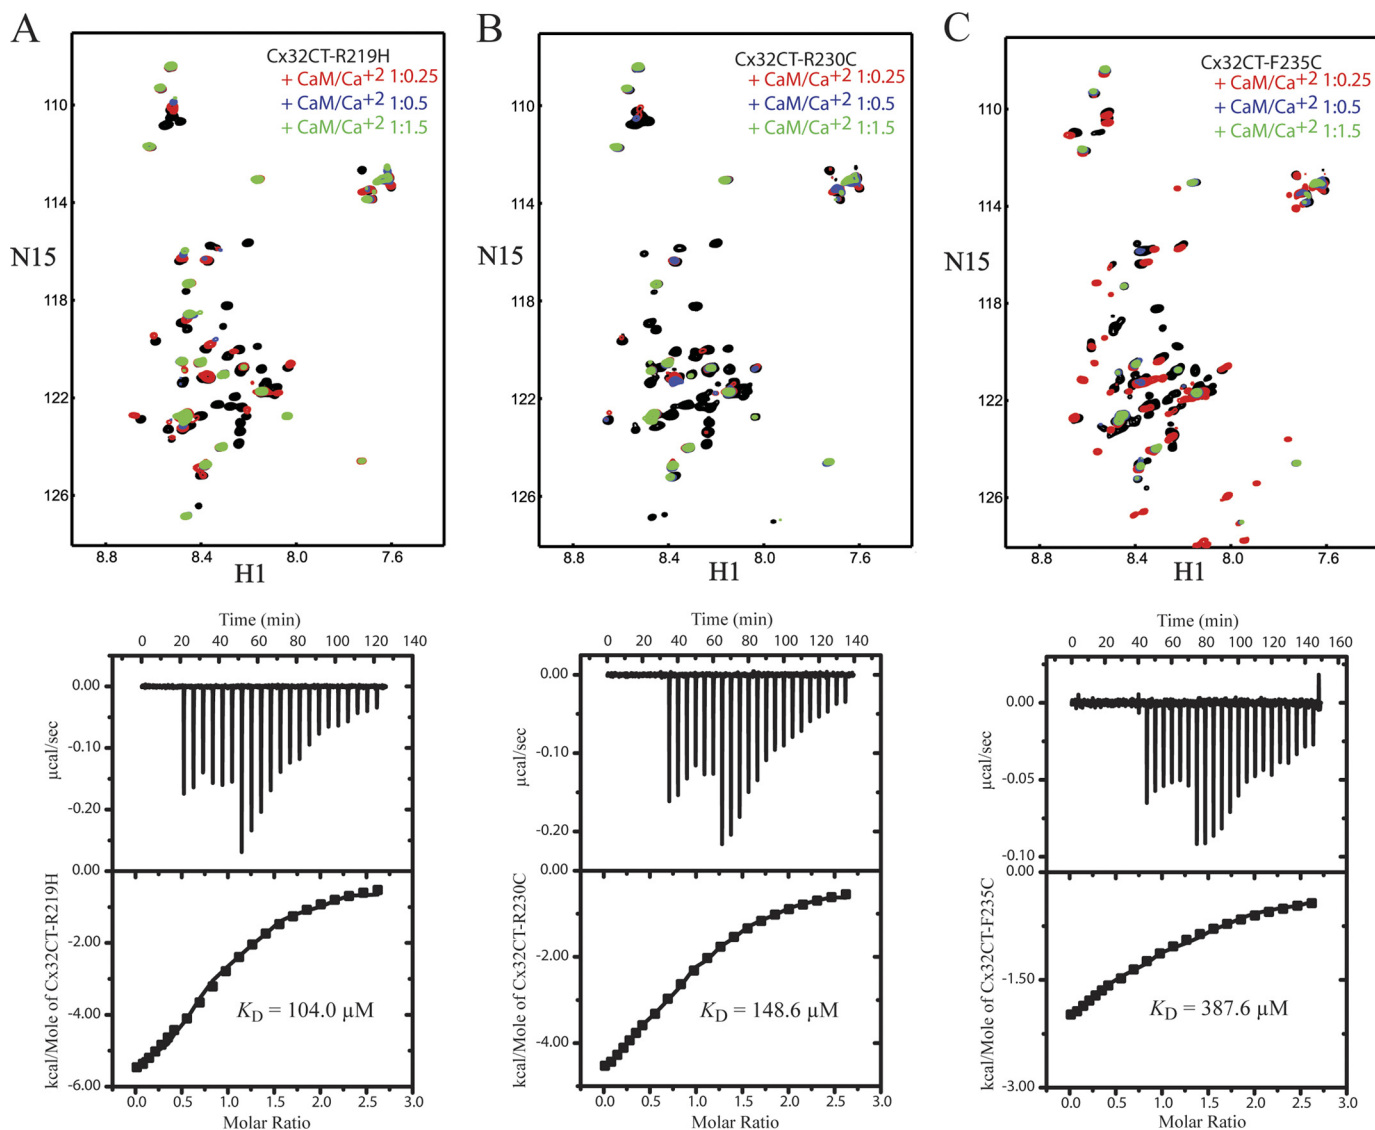 A
Cx32CT-R219H
+ CaM/Ca+2 1:0.25
+ CaM/Ca+2 1:0.5
+ CaM/Ca+2 1:1.5
110
114
N15
118
122
126
8.8 8.4 8.0 7.6
H1
B
Cx32CT-R230C
+ CaM/Ca+2 1:0.25
+ CaM/Ca+2 1:0.5
+ CaM/Ca+2 1:1.5
110
114
N15
118
122
126
8.8 8.4 8.0 7.6
H1
C
Cx32CT-F235C
+ CaM/Ca+2 1:0.25
+ CaM/Ca+2 1:0.5
+ CaM/Ca+2 1:1.5
110
114
N15
118
122
126
8.8 8.4 8.0 7.6
H1
Time (min)
0 20 40 60 80 100 120 140
0.00
-0.10
-0.20
µcal/sec
0.00
-2.00
-4.00
-6.00
kcal/Mole of Cx32CT-R219H
KD = 104.0 µM
0.0 0.5 1.0 1.5 2.0 2.5 3.0
Molar Ratio
Time (min)
0 20 40 60 80 100 120 140
0.00
-0.10
-0.20
µcal/sec
0.00
-2.00
-4.00
kcal/Mole of Cx32CT-R230C
KD = 148.6 µM
0.0 0.5 1.0 1.5 2.0 2.5 3.0
Molar Ratio
Time (min)
0 20 40 60 80 100 120 140 160
0.00
-0.05
-0.10
µcal/sec
0.00
-1.50
-3.00
kcal/Mole of Cx32CT-F235C
KD = 387.6 µM
0.0 0.5 1.0 1.5 2.0 2.5 3.0
Molar Ratio